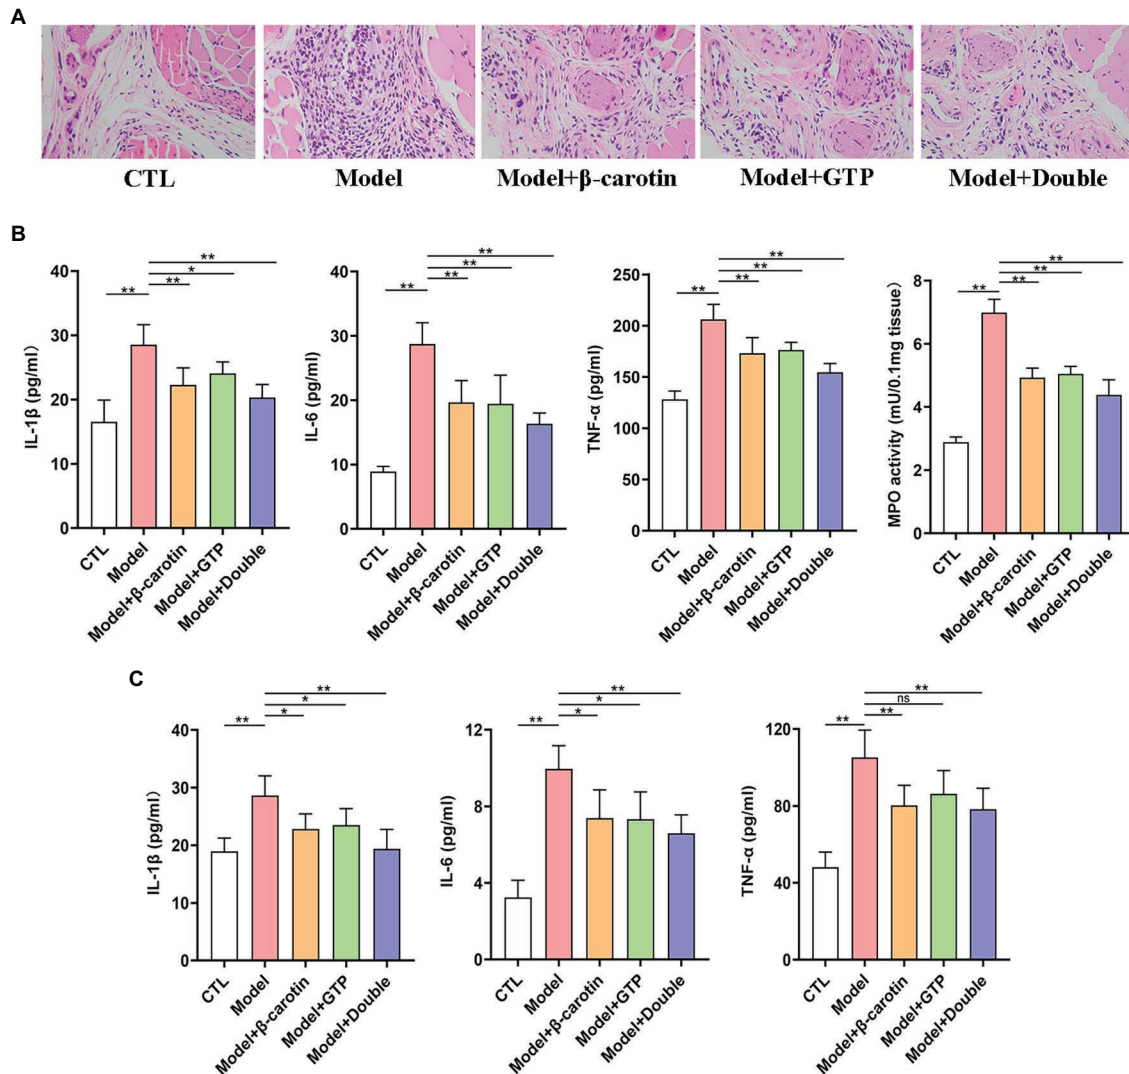 A
CTL Model Model+β-carotin Model+GTP Model+Double
B
** * ** **
IL-1β (pg/ml)
40
30
20
10
0
CTL Model Model+β-carotin Model+GTP Model+Double
** ** ** **
IL-6 (pg/ml)
40
30
20
10
0
CTL Model Model+β-carotin Model+GTP Model+Double
** ** ** **
TNF-α (pg/ml)
250
200
150
100
50
0
CTL Model Model+β-carotin Model+GTP Model+Double
** ** ** **
MPO activity (mU/0.1mg tissue)
8
6
4
2
0
CTL Model Model+β-carotin Model+GTP Model+Double
C
** * * **
IL-1β (pg/ml)
40
30
20
10
0
CTL Model Model+β-carotin Model+GTP Model+Double
** * * **
IL-6 (pg/ml)
12
8
4
0
CTL Model Model+β-carotin Model+GTP Model+Double
** ns ** **
TNF-α (pg/ml)
120
80
40
0
CTL Model Model+β-carotin Model+GTP Model+Double